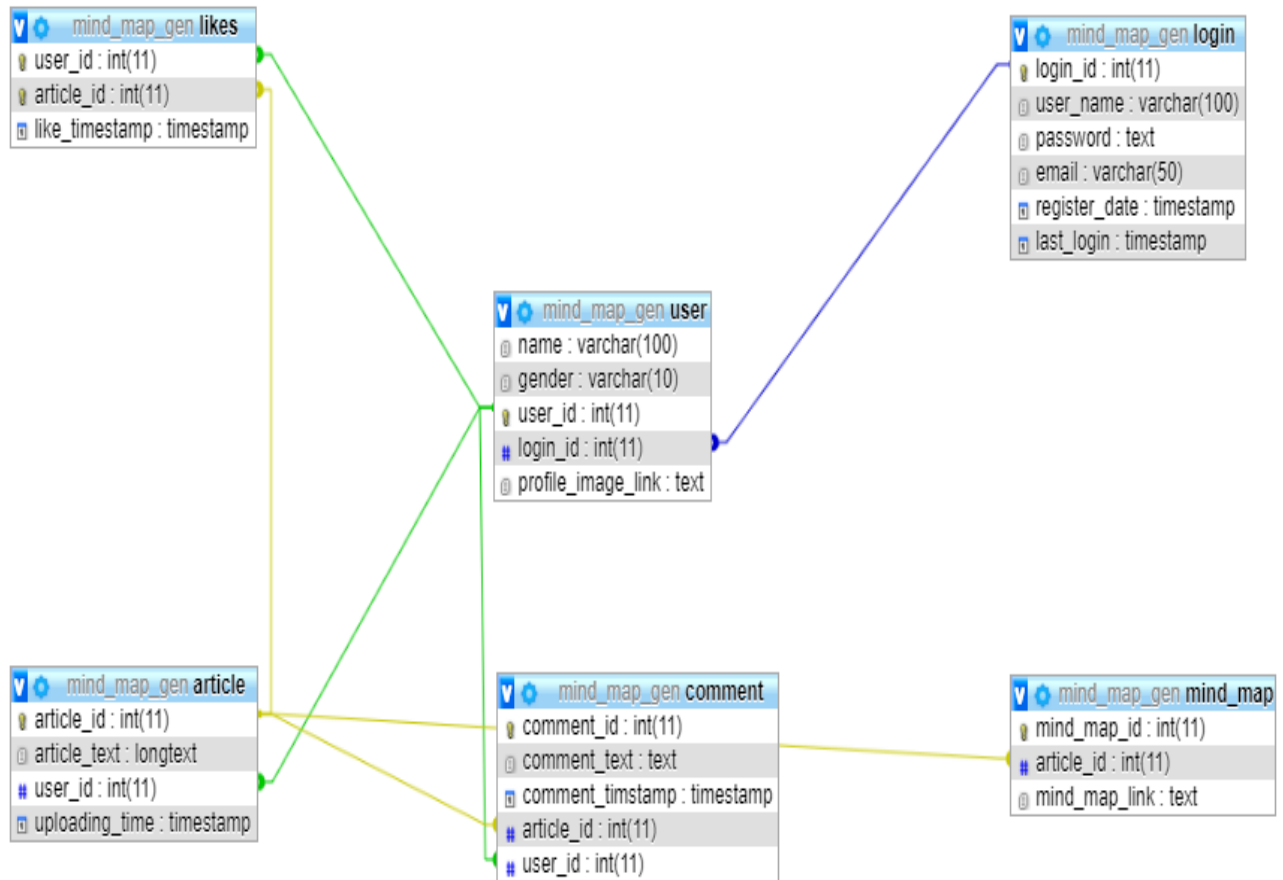 mind_map_gen likes
user_id : int(11)
article_id : int(11)
like_timestamp : timestamp
mind_map_gen login
login_id : int(11)
user_name : varchar(100)
password : text
email : varchar(50)
register_date : timestamp
last_login : timestamp
mind_map_gen user
name : varchar(100)
gender : varchar(10)
user_id : int(11)
login_id : int(11)
profile_image_link : text
mind_map_gen article
article_id : int(11)
article_text : longtext
user_id : int(11)
uploading_time : timestamp
mind_map_gen comment
comment_id : int(11)
comment_text : text
comment_timstamp : timestamp
article_id : int(11)
user_id : int(11)
mind_map_gen mind_map
mind_map_id : int(11)
article_id : int(11)
mind_map_link : text